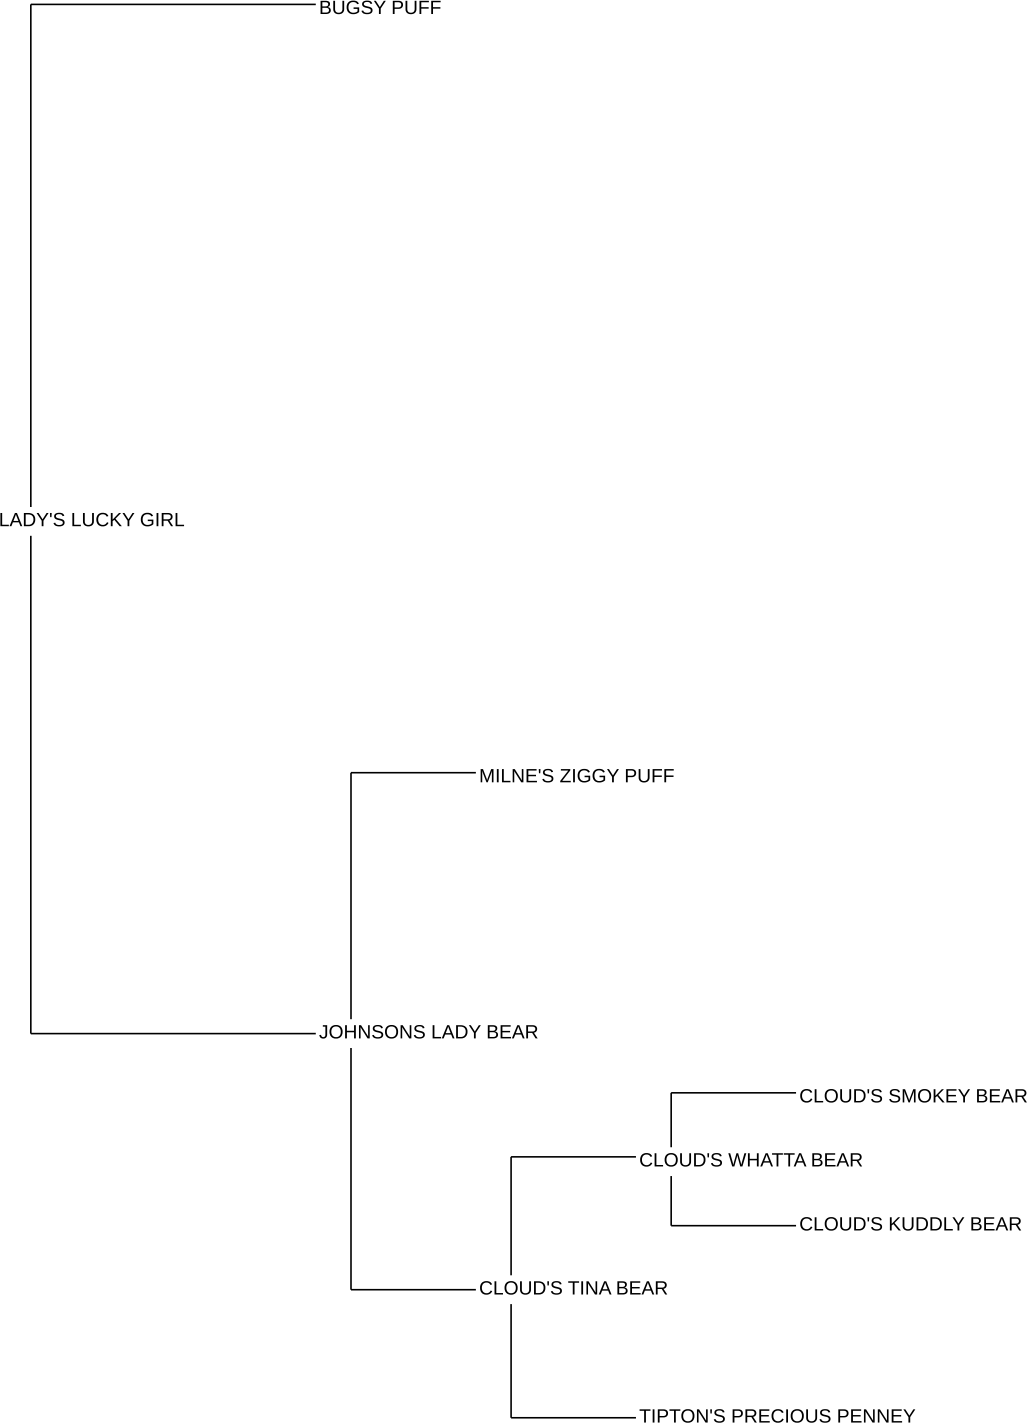 BUGSY PUFF
LADY'S LUCKY GIRL
MILNE'S ZIGGY PUFF
JOHNSONS LADY BEAR
CLOUD'S SMOKEY BEAR
CLOUD'S WHATTA BEAR
CLOUD'S KUDDLY BEAR
CLOUD'S TINA BEAR
TIPTON'S PRECIOUS PENNEY